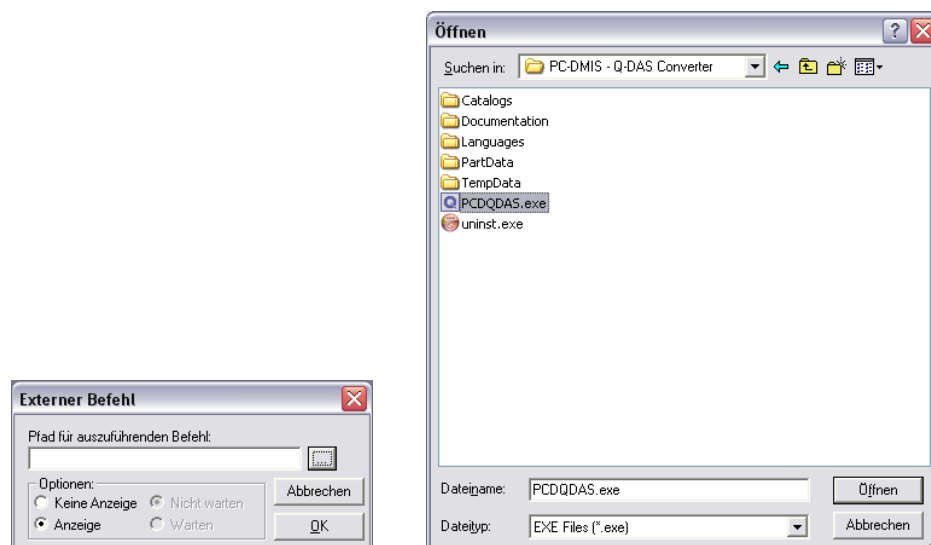 Öffnen
Suchen in: PC-DMIS - Q-DAS Converter
Catalogs
Documentation
Languages
PartData
TempData
PCDQDAS.exe
uninst.exe
Dateiname: PCDQDAS.exe Öffnen
Dateityp: EXE Files (*.exe) Abbrechen
Externer Befehl
Pfad für auszuführenden Befehl:
...
Optionen:
Keine Anzeige Nicht warten
Anzeige Warten
Abbrechen
OK